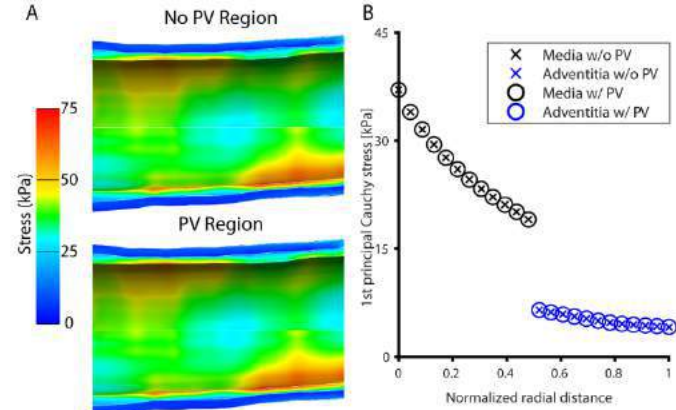 A
No PV Region
75
50
25
0
Stress (kPa)
PV Region
B
45
30
15
0
1st principal Cauchy stress [kPa]
Media w/o PV
Adventitia w/o PV
Media w/ PV
Adventitia w/ PV
0
0.2
0.4
0.6
0.8
1
Normalized radial distance